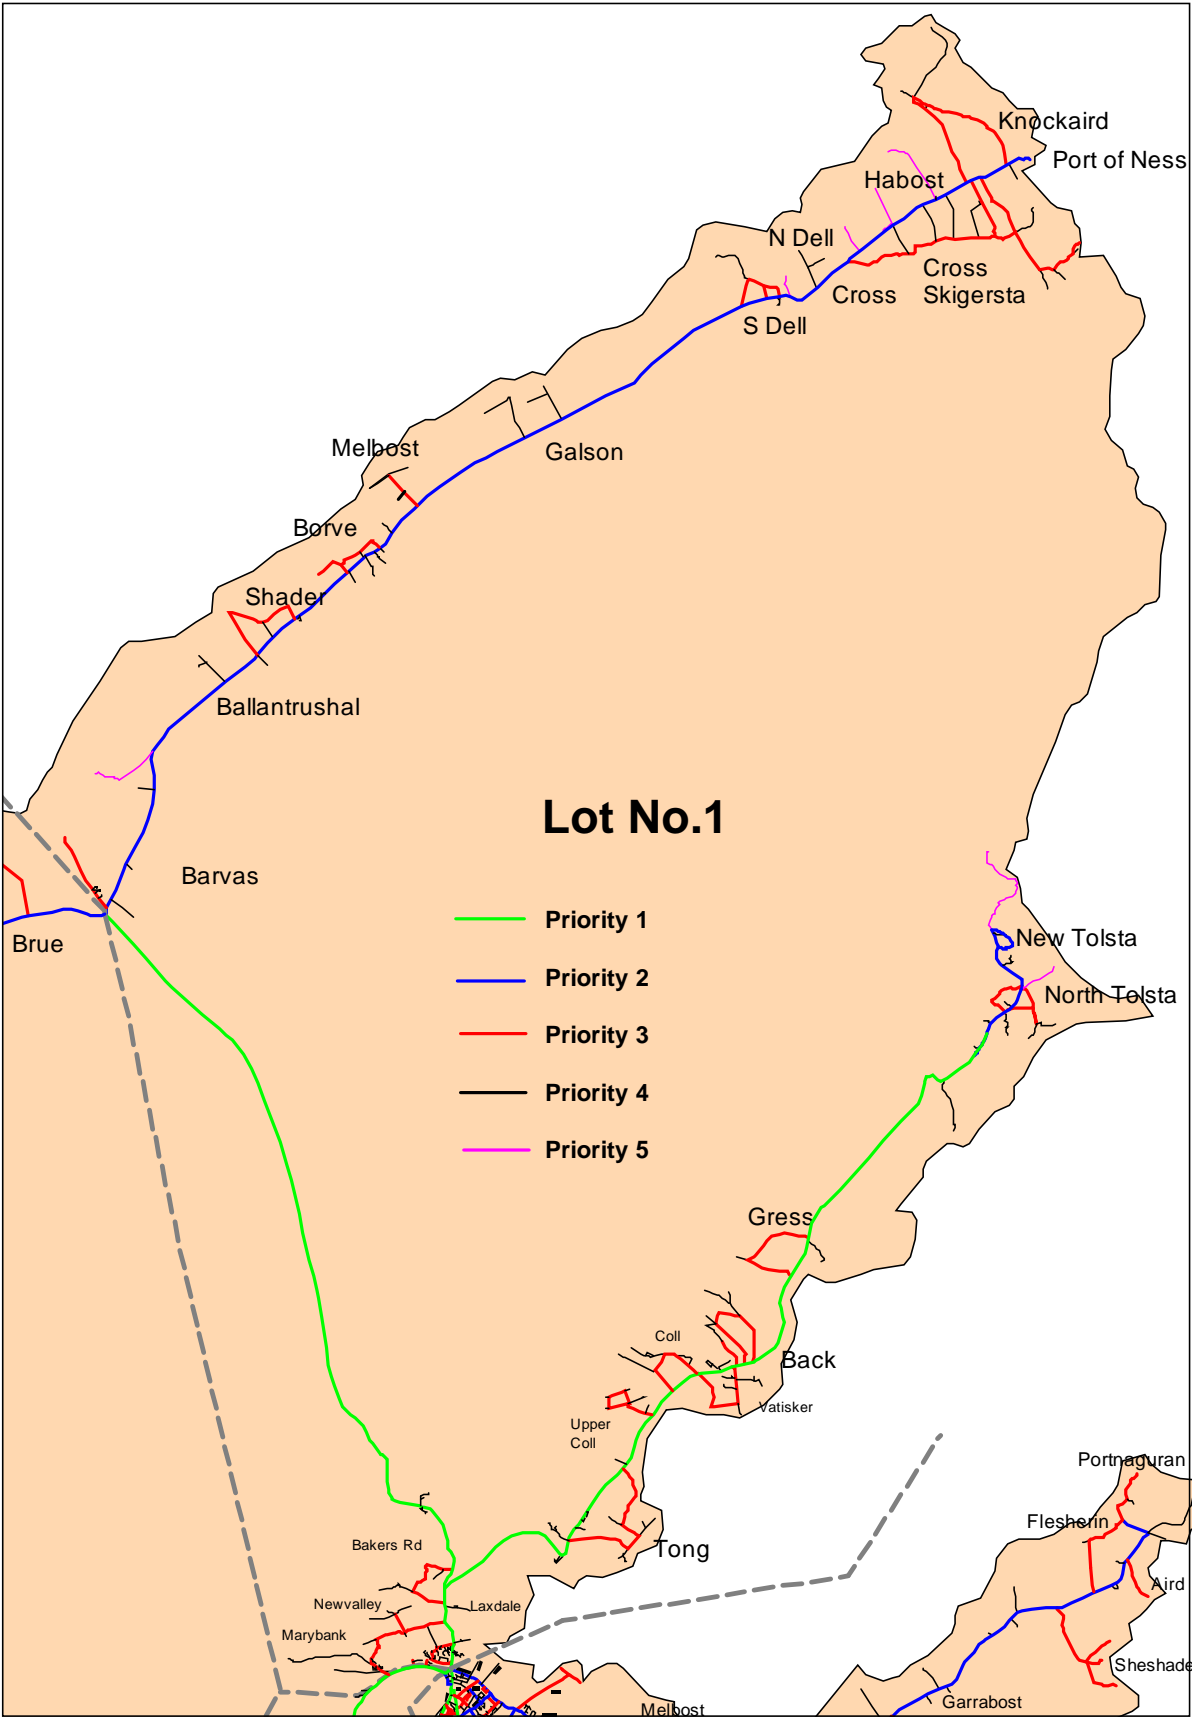 Knockaird
Port of Ness
Habost
N Dell
Cross
Skigersta
Cross
S Dell
Melbost
Galson
Borve
Shader
Ballantrushal
Lot No.1
Barvas
Brue
Priority 1
Priority 2
Priority 3
Priority 4
Priority 5
New Tolsta
North Tolsta
Gress
Coll
Back
Vatisker
Upper
Coll
Portnaguran
Flesherin
Bakers Rd
Tong
Aird
Newvalley
Laxdale
Marybank
Sheshade
Garrabost
Melbost